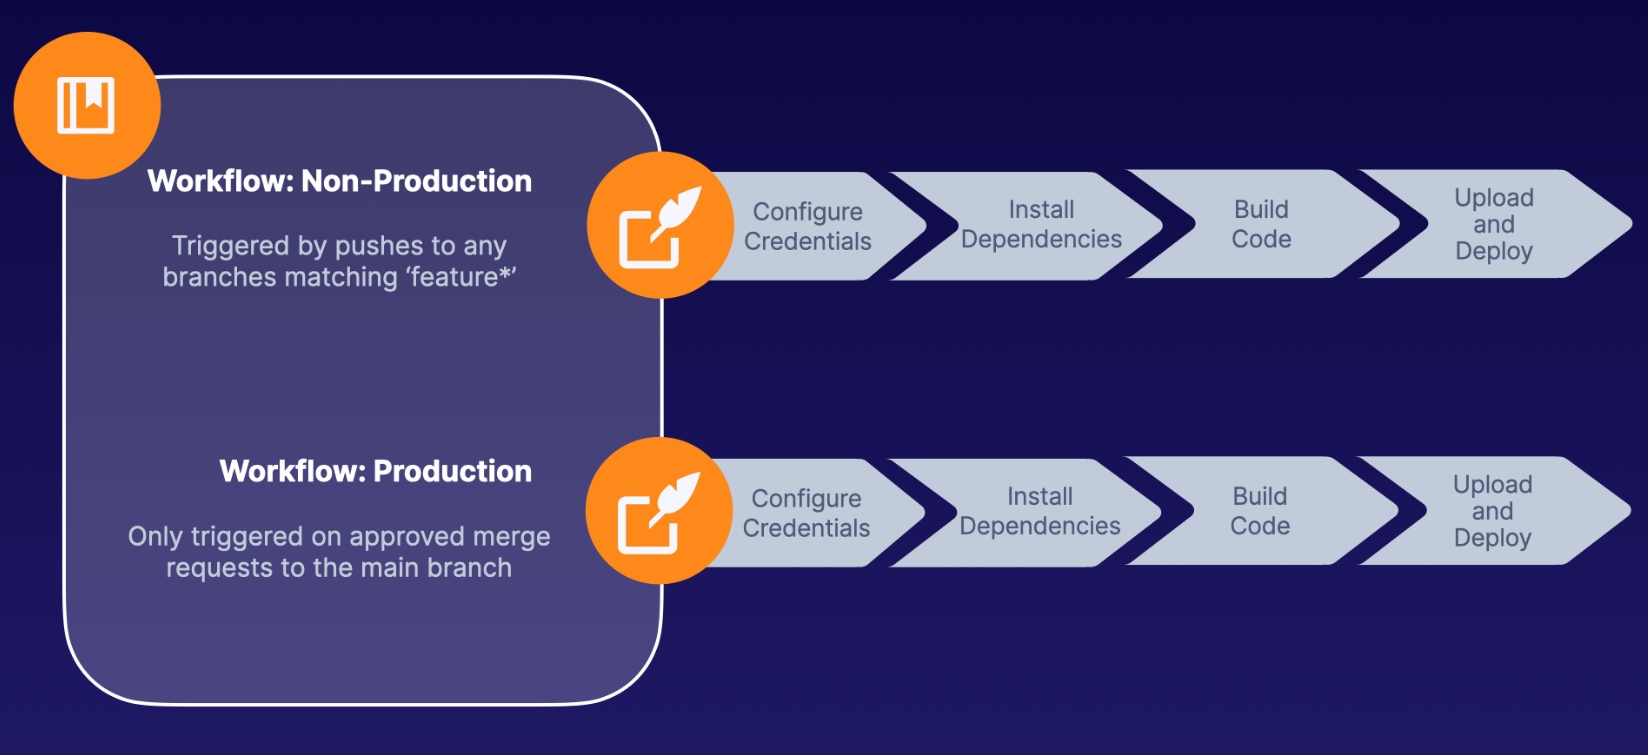 Workflow: Non-Production
Triggered by pushes to any
branches matching ‘feature*’
Configure
Credentials
Install
Dependencies
Build
Code
Upload
and
Deploy
Workflow: Production
Only triggered on approved merge
requests to the main branch
Configure
Credentials
Install
Dependencies
Build
Code
Upload
and
Deploy